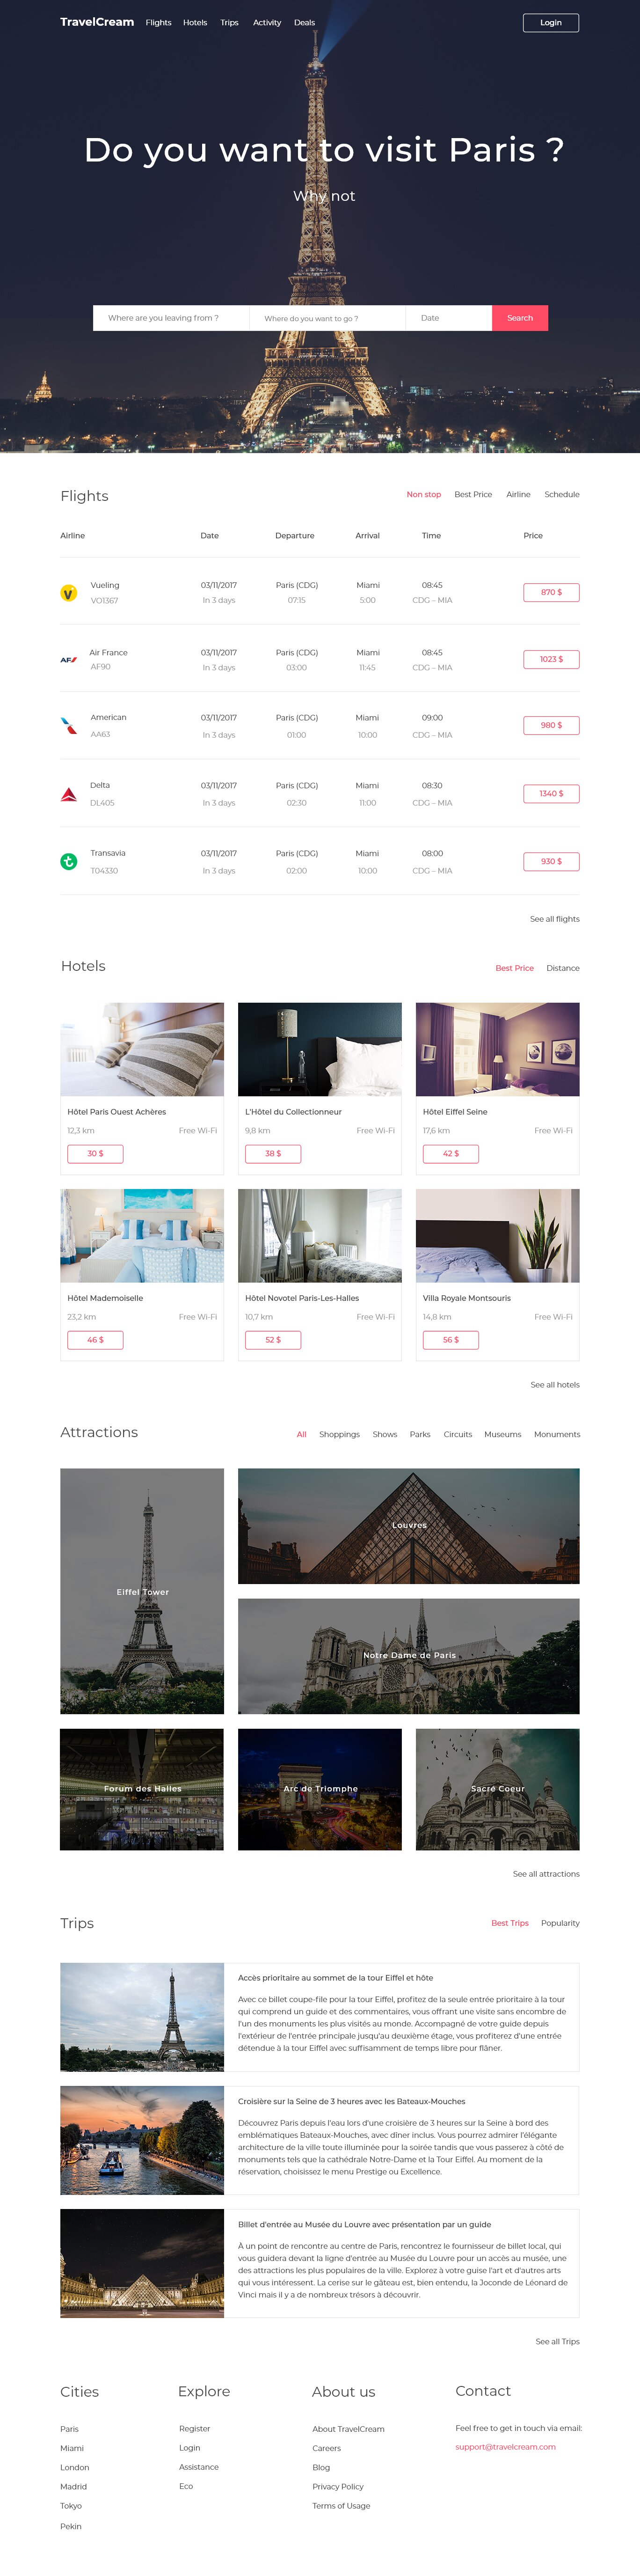 TravelCream Flights Hotels Trips Activity Deals Login
Do you want to visit Paris ?
Why not
Where are you leaving from ? Where do you want to go ? Date Search
Flights Non stop Best Price Airline Schedule
Airline Date Departure Arrival Time Price
Vueling 03/11/2017 Paris (CDG) Miami 08:45 870 $
VO1367 In 3 days 07:15 5:00 CDG – MIA
Air France 03/11/2017 Paris (CDG) Miami 08:45 1023 $
AF90 In 3 days 03:00 11:45 CDG – MIA
American 03/11/2017 Paris (CDG) Miami 09:00 980 $
AA63 In 3 days 01:00 10:00 CDG – MIA
Delta 03/11/2017 Paris (CDG) Miami 08:30 1340 $
DL405 In 3 days 02:30 11:00 CDG – MIA
Transavia 03/11/2017 Paris (CDG) Miami 08:00 930 $
T04330 In 3 days 02:00 10:00 CDG – MIA
See all flights
Hotels Best Price Distance
Hôtel Paris Ouest Achères L'Hôtel du Collectionneur Hôtel Eiffel Seine
12,3 km Free Wi-Fi 9,8 km Free Wi-Fi 17,6 km Free Wi-Fi
30 $ 38 $ 42 $
Hôtel Mademoiselle Hôtel Novotel Paris-Les-Halles Villa Royale Montsouris
23,2 km Free Wi-Fi 10,7 km Free Wi-Fi 14,8 km Free Wi-Fi
46 $ 52 $ 56 $
See all hotels
Attractions All Shoppings Shows Parks Circuits Museums Monuments
Louvres
Eiffel Tower
Notre Dame de Paris
Forum des Halles Arc de Triomphe Sacré Coeur
See all attractions
Trips Best Trips Popularity
Accès prioritaire au sommet de la tour Eiffel et hôte
Avec ce billet coupe-file pour la tour Eiffel, profitez de la seule entrée prioritaire à la tour
qui comprend un guide et des commentaires, vous offrant une visite sans encombre de
l'un des monuments les plus visités au monde. Accompagné de votre guide depuis
l'extérieur de l'entrée principale jusqu'au deuxième étage, vous profiterez d'une entrée
détendue à la tour Eiffel avec suffisamment de temps libre pour flâner.
Croisière sur la Seine de 3 heures avec les Bateaux-Mouches
Découvrez Paris depuis l'eau lors d'une croisière de 3 heures sur la Seine à bord des
emblématiques Bateaux-Mouches, avec dîner inclus. Vous pourrez admirer l'élégante
architecture de la ville toute illuminée pour la soirée tandis que vous passerez à côté de
monuments tels que la cathédrale Notre-Dame et la Tour Eiffel. Au moment de la
réservation, choisissez le menu Prestige ou Excellence.
Billet d'entrée au Musée du Louvre avec présentation par un guide
À un point de rencontre au centre de Paris, rencontrez le fournisseur de billet local, qui
vous guidera devant la ligne d'entrée au Musée du Louvre pour un accès au musée, une
des attractions les plus populaires de la ville. Explorez à votre guise l'art et d'autres arts
qui vous intéressent. La cerise sur le gâteau est, bien entendu, la Joconde de Léonard de
Vinci mais il y a de nombreux trésors à découvrir.
See all Trips
Cities Explore About us Contact
Paris Register About TravelCream Feel free to get in touch via email:
Miami Login Careers support@travelcream.com
London Assistance Blog
Madrid Eco Privacy Policy
Tokyo Terms of Usage
Pekin